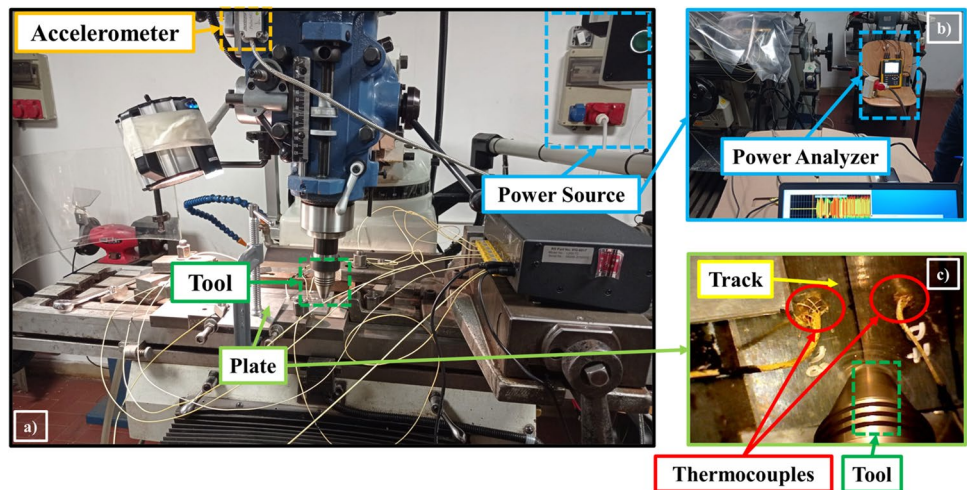 Accelerometer
Power Source
Tool
Plate
a)
b)
Power Analyzer
c)
Track
Thermocouples
Tool